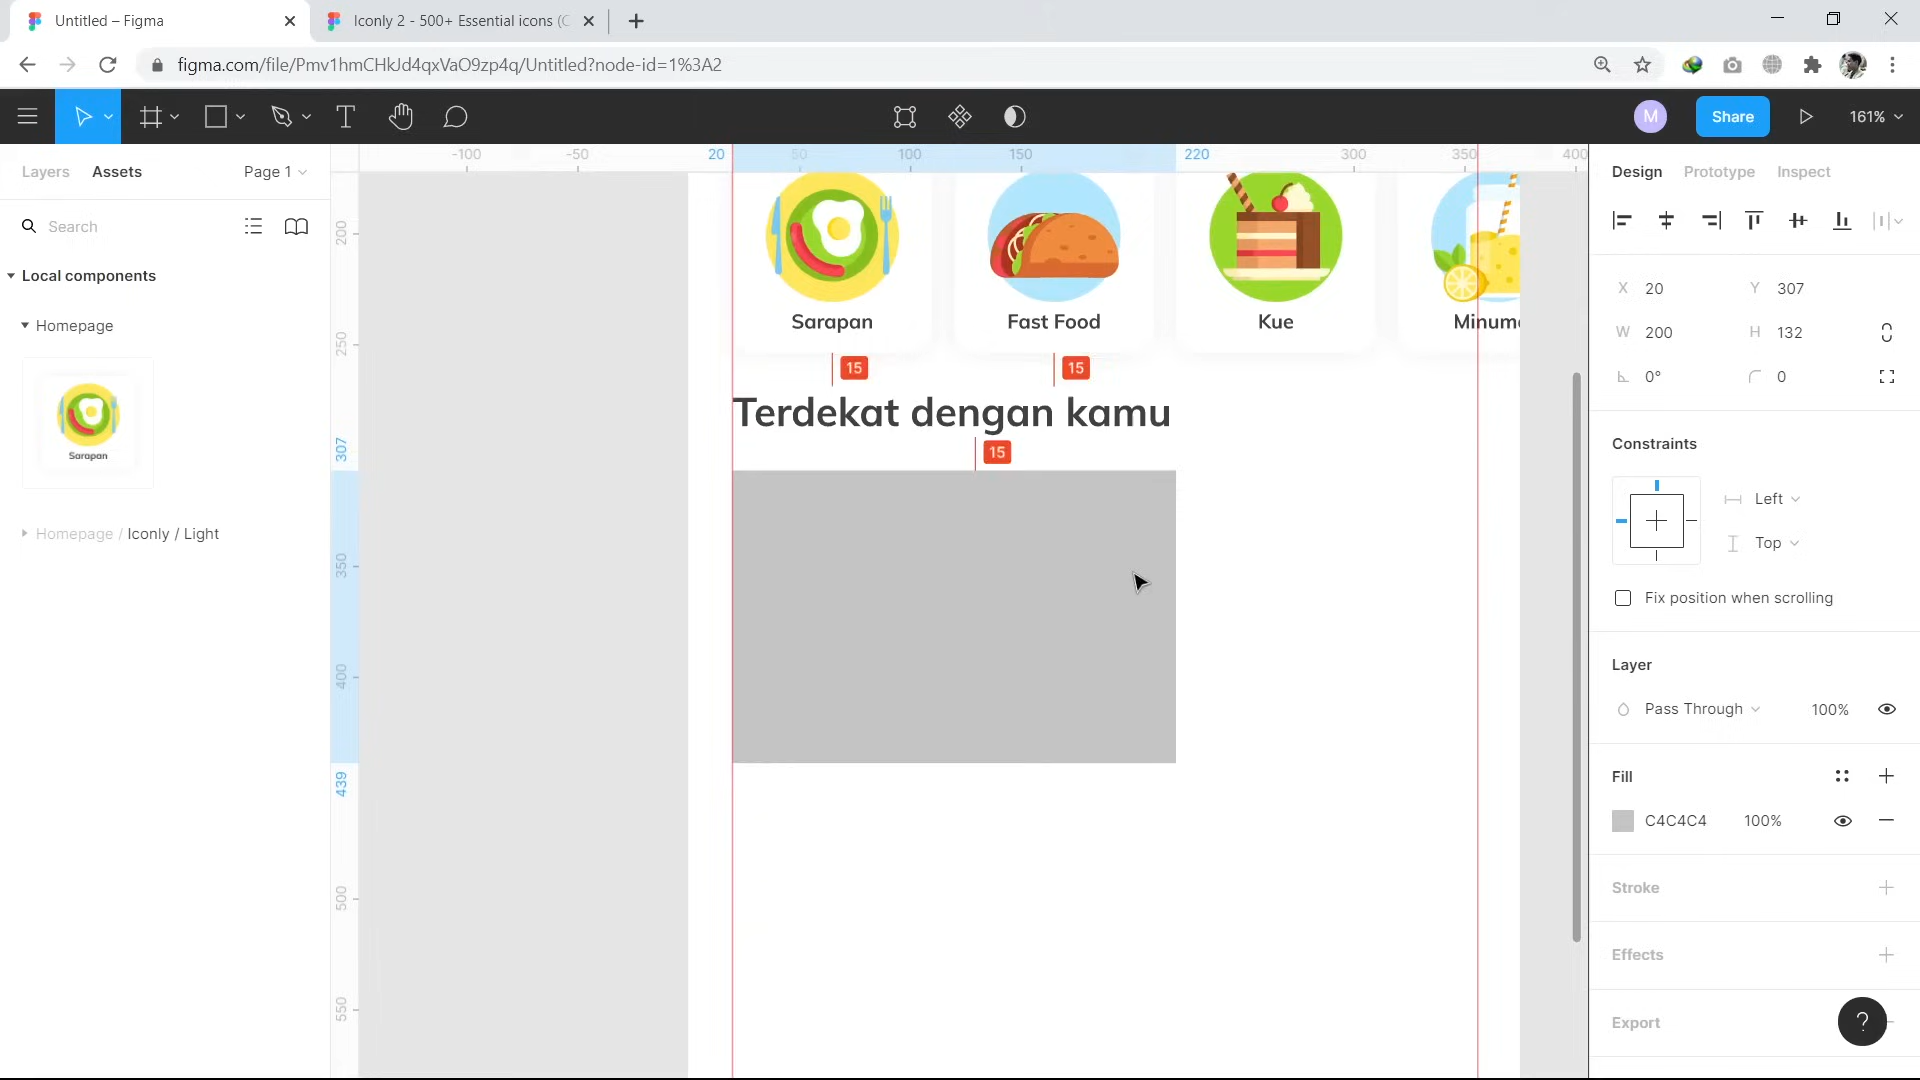 Untitled – Figma
Iconly 2 - 500+ Essential icons (C
figma.com/file/Pmv1hmCHkJd4qxVaO9zp4q/Untitled?node-id=1%3A2
M
Share
161%
Layers
Assets
Page 1
Search
Local components
Homepage
Sarapan
Homepage / Iconly / Light
-100
-50
20
50
100
150
220
300
350
400
200
250
307
350
400
439
500
550
Sarapan
Fast Food
Kue
Minum
15
15
Terdekat dengan kamu
15
Design
Prototype
Inspect
X 20
Y 307
W 200
H 132
0°
0
Constraints
Left
Top
Fix position when scrolling
Layer
Pass Through
100%
Fill
C4C4C4
100%
Stroke
Effects
Export
?